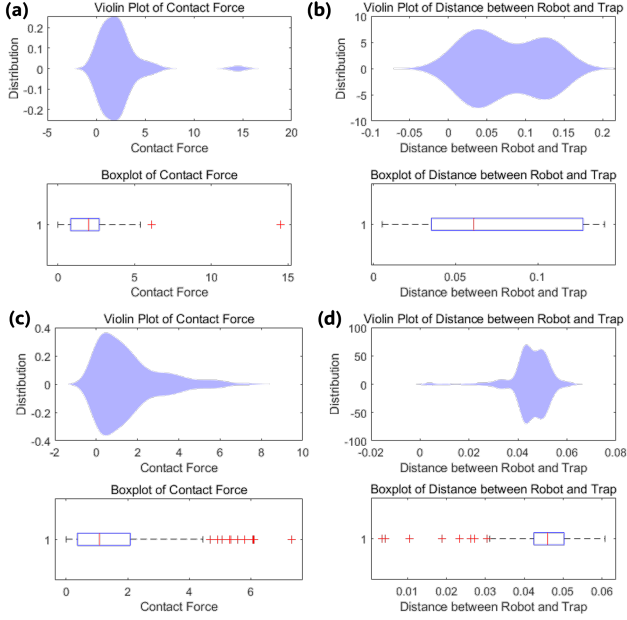 (a)
Violin Plot of Contact Force
0.2
0.1
0
-0.1
-0.2
Distribution
-5 0 5 10 15 20
Contact Force
Boxplot of Contact Force
1
0 5 10 15
Contact Force
(b)
Violin Plot of Distance between Robot and Trap
10
5
0
-5
-10
Distribution
-0.1 -0.05 0 0.05 0.1 0.15 0.2
Distance between Robot and Trap
Boxplot of Distance between Robot and Trap
1
0 0.05 0.1
Distance between Robot and Trap
(c)
Violin Plot of Contact Force
0.4
0.2
0
-0.2
-0.4
Distribution
-2 0 2 4 6 8 10
Contact Force
Boxplot of Contact Force
1
0 2 4 6
Contact Force
(d)
Violin Plot of Distance between Robot and Trap
100
50
0
-50
-100
Distribution
-0.02 0 0.02 0.04 0.06 0.08
Distance between Robot and Trap
Boxplot of Distance between Robot and Trap
1
0.01 0.02 0.03 0.04 0.05 0.06
Distance between Robot and Trap